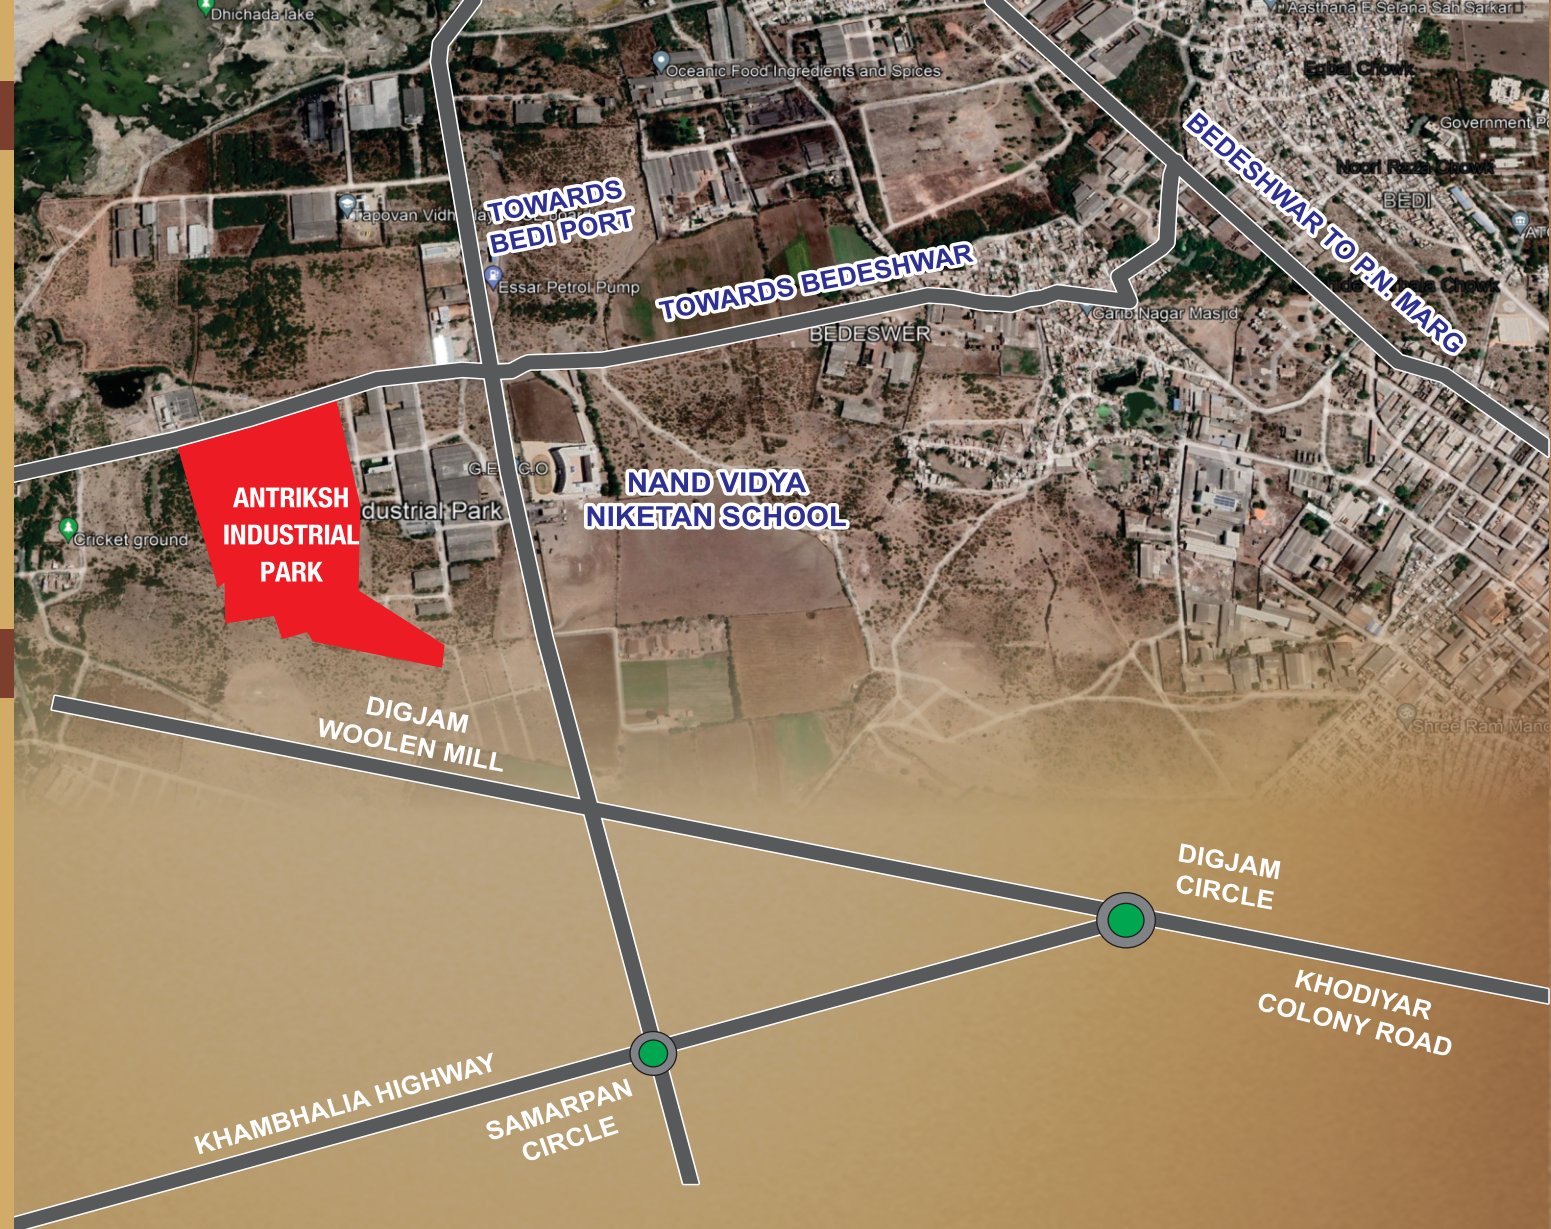 Dhichada lake
Aasthana E Selana Sah Sarkar
Oceanic Food Ingredients and Spices
Eqbal Chowk
Government
Noori Raza Chowk
BEDI
BEDESHWAR TO P.N. MARG
TOWARDS
BEDI PORT
Tapovan
Essar Petrol Pump
TOWARDS BEDESHWAR
Garib Nagar Masjid
BEDESWER
Chowk
NAND VIDYA
NIKETAN SCHOOL
ANTRIKSH
INDUSTRIAL
PARK
dustrial Park
Cricket ground
Shree Ram
DIGJAM
WOOLEN MILL
DIGJAM
CIRCLE
KHODIYAR
COLONY ROAD
KHAMBHALIA HIGHWAY
SAMARPAN
CIRCLE